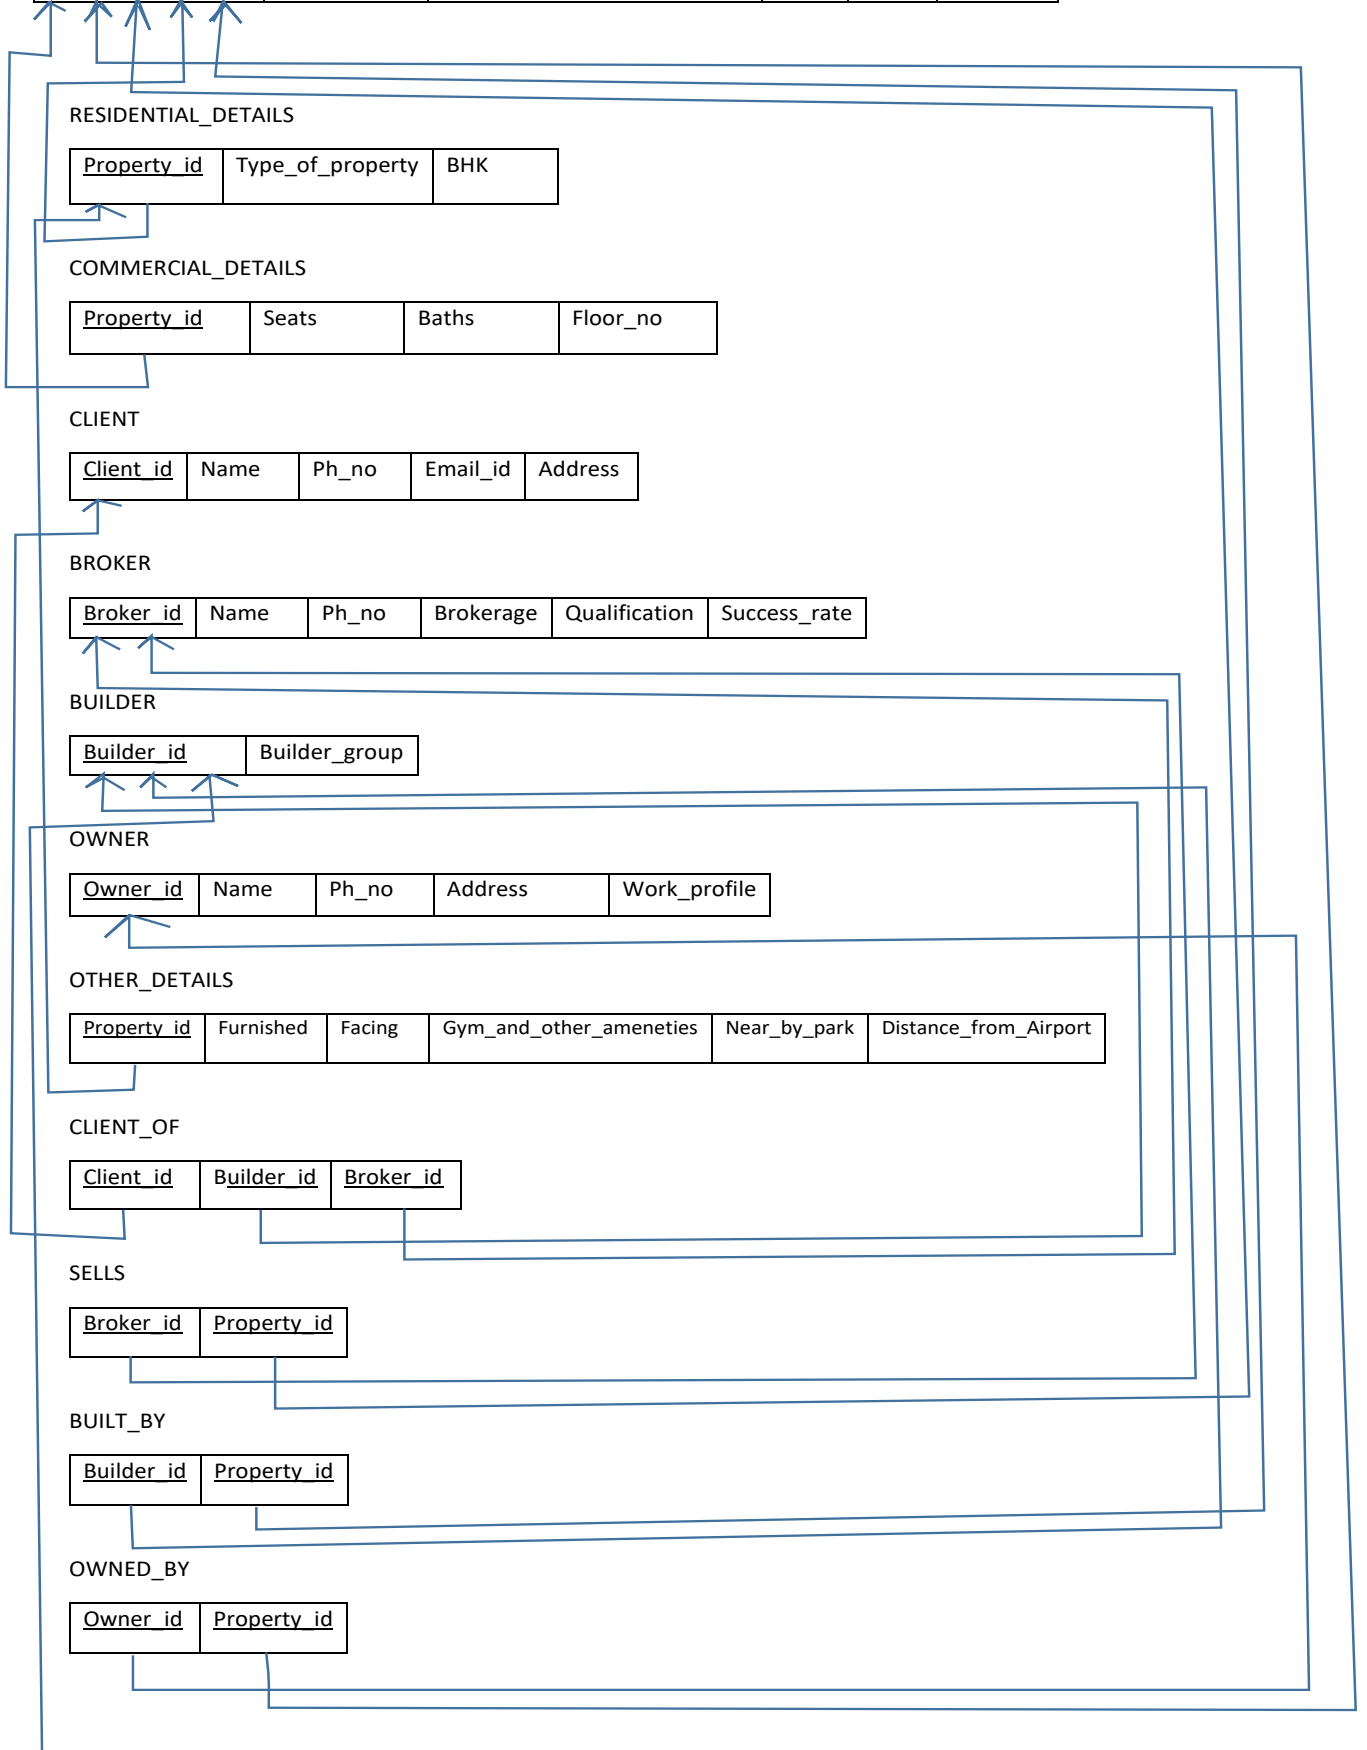 RESIDENTIAL_DETAILS
Property_id Type_of_property BHK
COMMERCIAL_DETAILS
Property_id Seats Baths Floor_no
CLIENT
Client_id Name Ph_no Email_id Address
BROKER
Broker_id Name Ph_no Brokerage Qualification Success_rate
BUILDER
Builder_id Builder_group
OWNER
Owner_id Name Ph_no Address Work_profile
OTHER_DETAILS
Property_id Furnished Facing Gym_and_other_ameneties Near_by_park Distance_from_Airport
CLIENT_OF
Client_id Builder_id Broker_id
SELLS
Broker_id Property_id
BUILT_BY
Builder_id Property_id
OWNED_BY
Owner_id Property_id